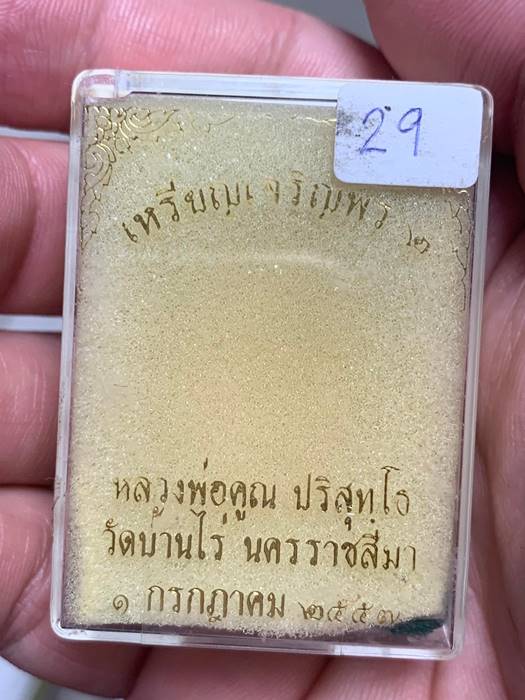 29
เหรียญเจริญพร ๒
หลวงพ่อคูณ ปริสุทฺโธ
วัดบ้านไร่ นครราชสีมา
๑ กรกฎาคม ๒๕๕๗